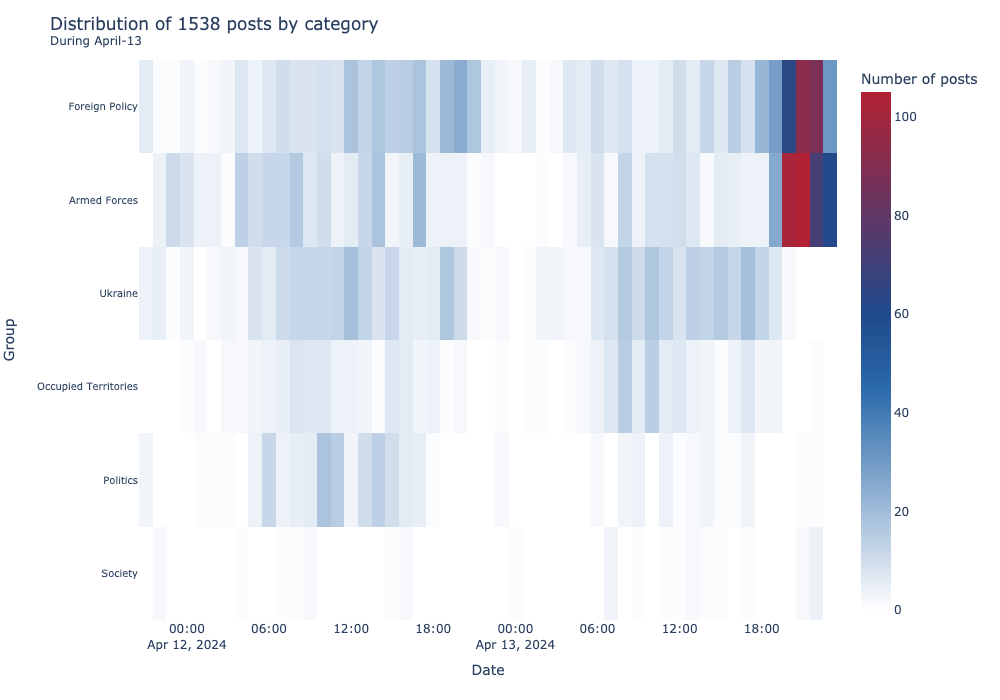 Distribution of 1538 posts by category
During April-13
Number of posts
Foreign Policy
Armed Forces
Ukraine
Occupied Territories
Politics
Society
Group
100
80
60
40
20
0
00:00 06:00 12:00 18:00 00:00 06:00 12:00 18:00
Apr 12, 2024 Apr 13, 2024
Date